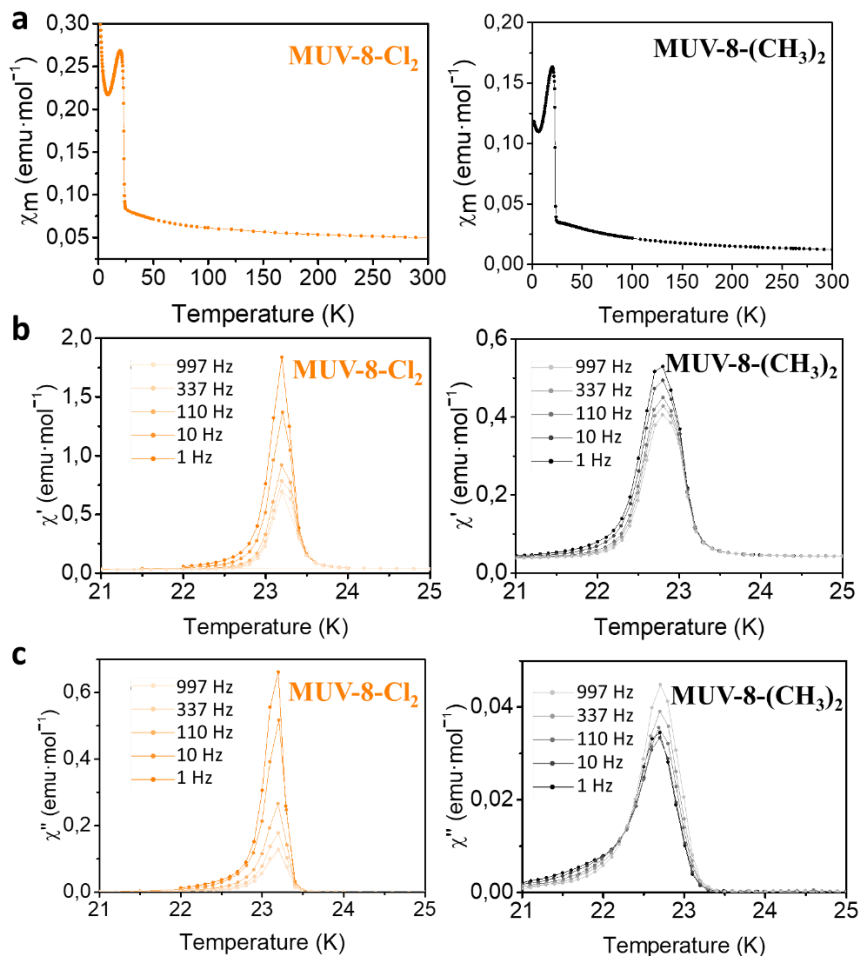 a
MUV-8-Cl₂
χm (emu·mol⁻¹)
0,30
0,25
0,20
0,15
0,10
0,05
0 50 100 150 200 250 300
Temperature (K)
MUV-8-(CH₃)₂
χm (emu·mol⁻¹)
0,20
0,15
0,10
0,05
0,00
0 50 100 150 200 250 300
Temperature (K)
b
MUV-8-Cl₂
997 Hz
337 Hz
110 Hz
10 Hz
1 Hz
χ' (emu·mol⁻¹)
2,0
1,5
1,0
0,5
0,0
21 22 23 24 25
Temperature (K)
MUV-8-(CH₃)₂
997 Hz
337 Hz
110 Hz
10 Hz
1 Hz
χ' (emu·mol⁻¹)
0,6
0,4
0,2
0,0
21 22 23 24 25
Temperature (K)
c
MUV-8-Cl₂
997 Hz
337 Hz
110 Hz
10 Hz
1 Hz
χ" (emu·mol⁻¹)
0,6
0,4
0,2
0,0
21 22 23 24 25
Temperature (K)
MUV-8-(CH₃)₂
997 Hz
337 Hz
110 Hz
10 Hz
1 Hz
χ" (emu·mol⁻¹)
0,04
0,02
0,00
21 22 23 24 25
Temperature (K)